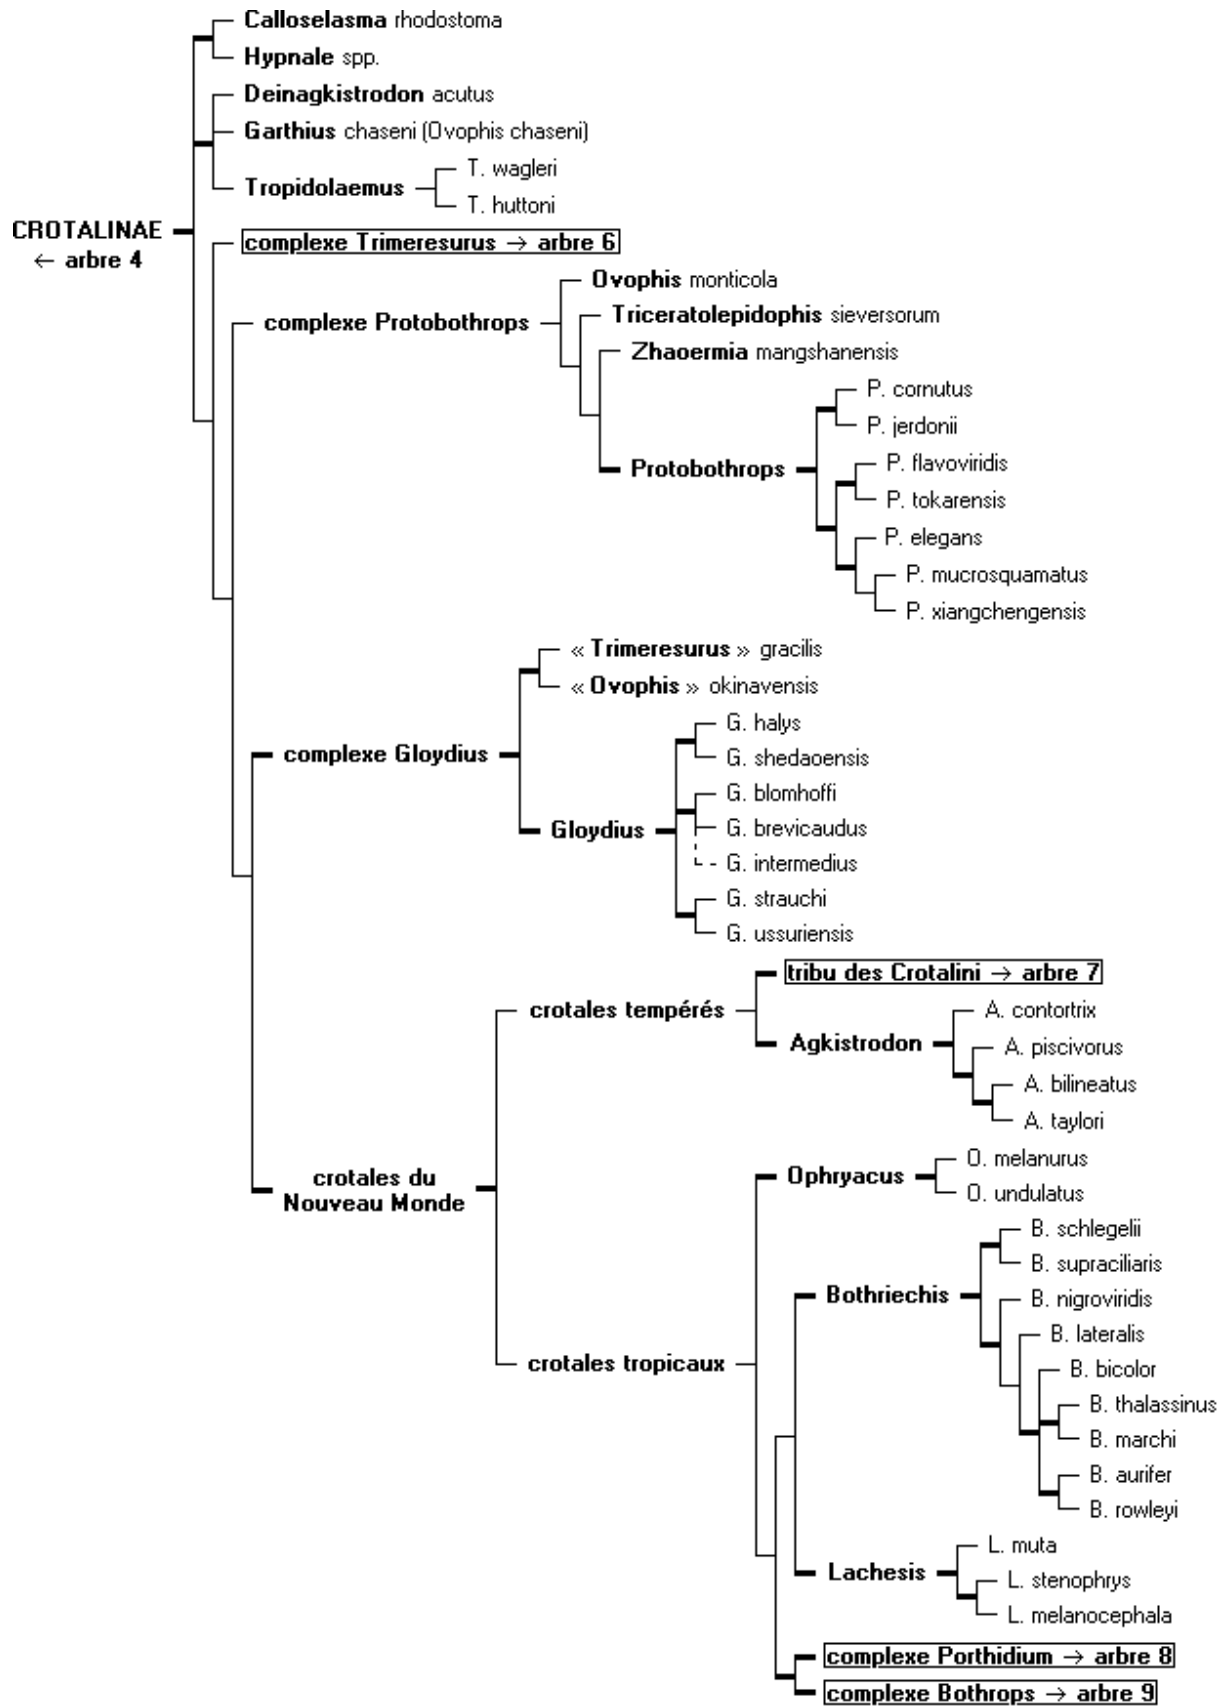 Calloselasma rhodostoma
Hypnale spp.
Deinagkistrodon acutus
Garthius chaseni (Ovophis chaseni)
T. wagleri
Tropidolaemus
T. huttoni
CROTALINAE
← arbre 4
complexe Trimeresurus → arbre 6
Ovophis monticola
complexe Protobothrops
Triceratolepidophis sieversorum
Zhaoermia mangshanensis
P. cornutus
P. jerdonii
Protobothrops
P. flavoviridis
P. tokarensis
P. elegans
P. mucrosquamatus
P. xiangchengensis
« Trimeresurus » gracilis
« Ovophis » okinavensis
G. halys
complexe Gloydius
G. shedaoensis
G. blomhoffi
Gloydius
G. brevicaudus
G. intermedius
G. strauchi
G. ussuriensis
tribu des Crotalini → arbre 7
crotales tempérés
A. contortrix
Agkistrodon
A. piscivorus
A. bilineatus
A. taylori
crotales du
Nouveau Monde
O. melanurus
Ophryacus
O. undulatus
B. schlegelii
B. supraciliaris
Bothriechis
B. nigroviridis
B. lateralis
crotales tropicaux
B. bicolor
B. thalassinus
B. marchi
B. aurifer
B. rowleyi
L. muta
Lachesis
L. stenophrys
L. melanocephala
complexe Porthidium → arbre 8
complexe Bothrops → arbre 9